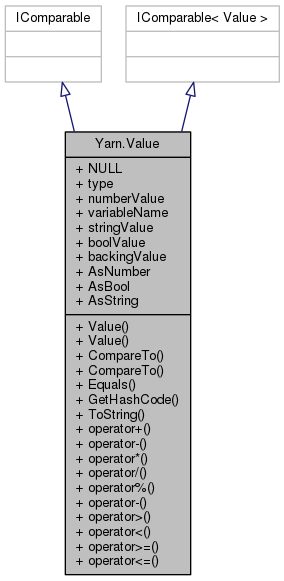 IComparable
IComparable< Value >
Yarn.Value
+ NULL
+ type
+ numberValue
+ variableName
+ stringValue
+ boolValue
+ backingValue
+ AsNumber
+ AsBool
+ AsString
+ Value()
+ Value()
+ CompareTo()
+ CompareTo()
+ Equals()
+ GetHashCode()
+ ToString()
+ operator+()
+ operator-()
+ operator*()
+ operator/()
+ operator%()
+ operator-()
+ operator>()
+ operator<()
+ operator>=()
+ operator<=()